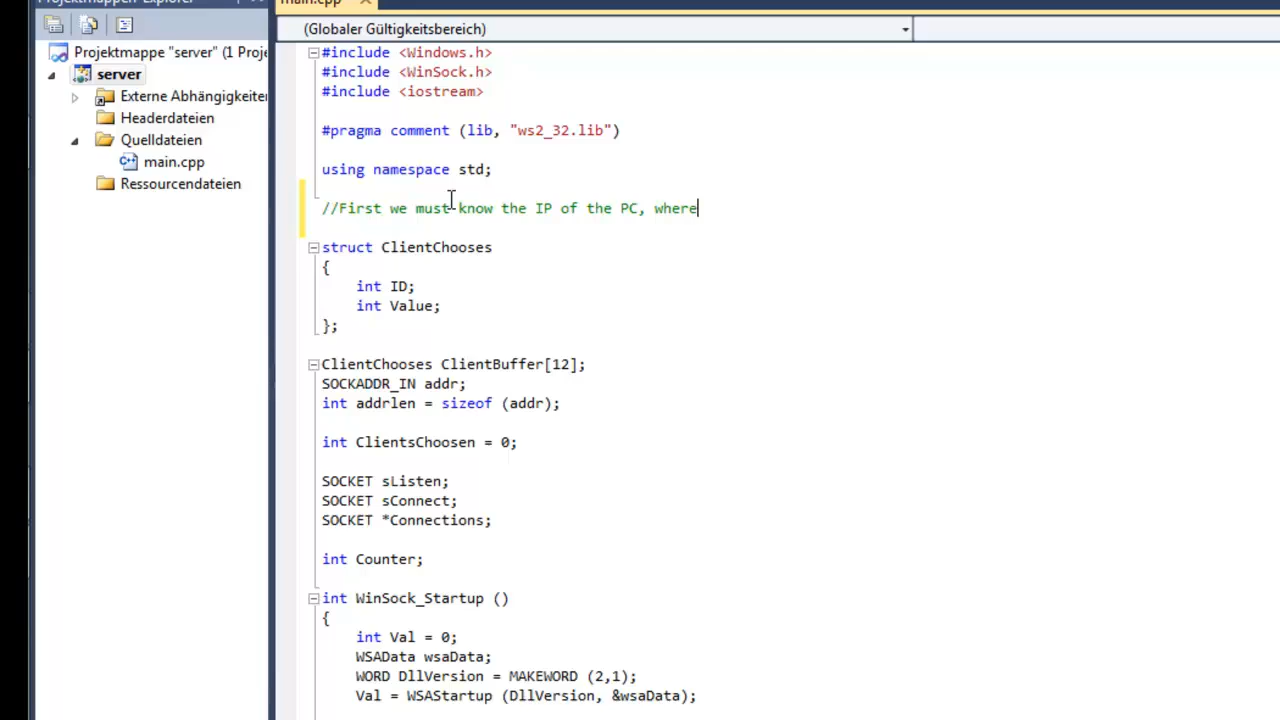 Projektmappen-Explorer
main.cpp
(Globaler Gültigkeitsbereich)
Projektmappe "server" (1 Proje
server
Externe Abhängigkeiter
Headerdateien
Quelldateien
main.cpp
Ressourcendateien
#include <Windows.h>
#include <WinSock.h>
#include <iostream>
#pragma comment (lib, "ws2_32.lib")
using namespace std;
//First we must know the IP of the PC, where
struct ClientChooses
{
int ID;
int Value;
};
ClientChooses ClientBuffer[12];
SOCKADDR_IN addr;
int addrlen = sizeof (addr);
int ClientsChoosen = 0;
SOCKET sListen;
SOCKET sConnect;
SOCKET *Connections;
int Counter;
int WinSock_Startup ()
{
int Val = 0;
WSAData wsaData;
WORD DllVersion = MAKEWORD (2,1);
Val = WSAStartup (DllVersion, &wsaData);